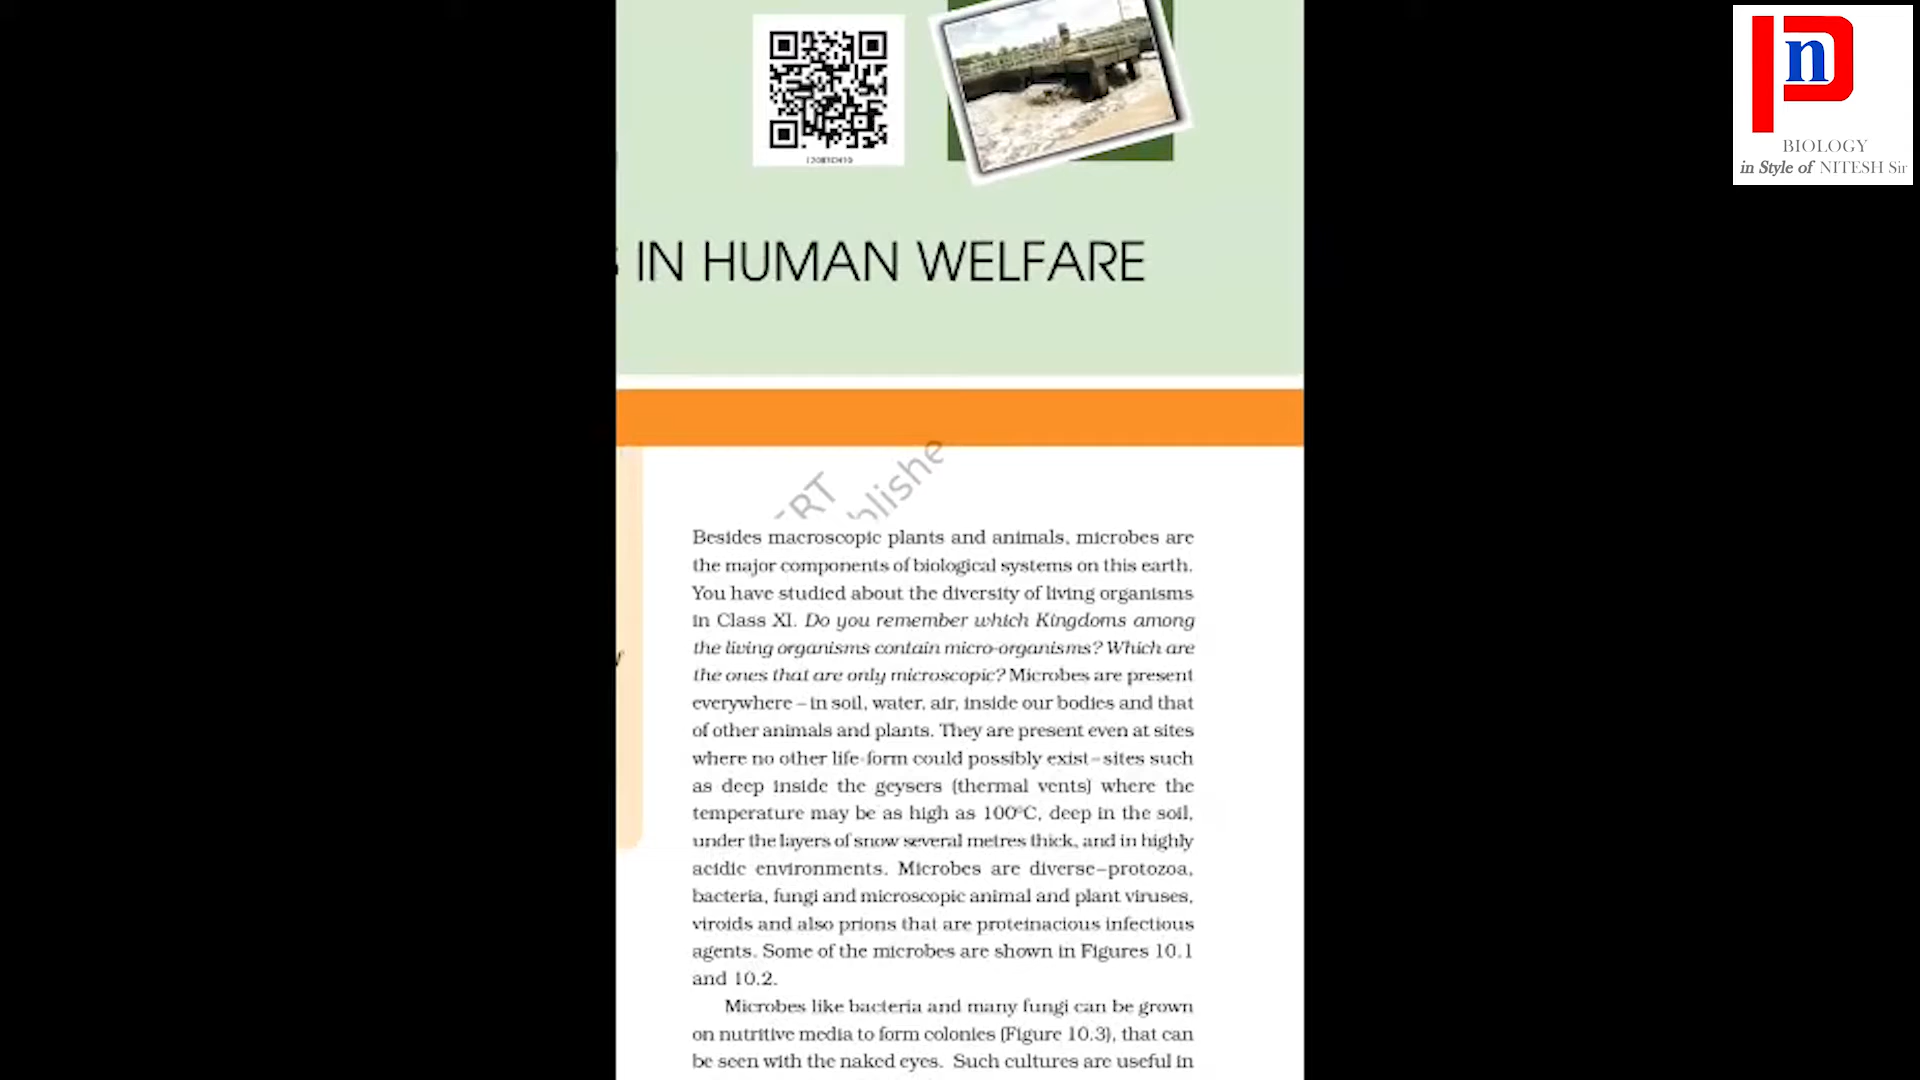 n
BIOLOGY
in Style of NITESH Sir
IN HUMAN WELFARE
Besides macroscopic plants and animals, microbes are
the major components of biological systems on this earth.
You have studied about the diversity of living organisms
in Class XI. Do you remember which Kingdoms among
the living organisms contain micro-organisms? Which are
the ones that are only microscopic? Microbes are present
everywhere – in soil, water, air, inside our bodies and that
of other animals and plants. They are present even at sites
where no other life-form could possibly exist–sites such
as deep inside the geysers (thermal vents) where the
temperature may be as high as 100°C, deep in the soil,
under the layers of snow several metres thick, and in highly
acidic environments. Microbes are diverse–protozoa,
bacteria, fungi and microscopic animal and plant viruses,
viroids and also prions that are proteinacious infectious
agents. Some of the microbes are shown in Figures 10.1
and 10.2.
Microbes like bacteria and many fungi can be grown
on nutritive media to form colonies (Figure 10.3), that can
be seen with the naked eyes. Such cultures are useful in